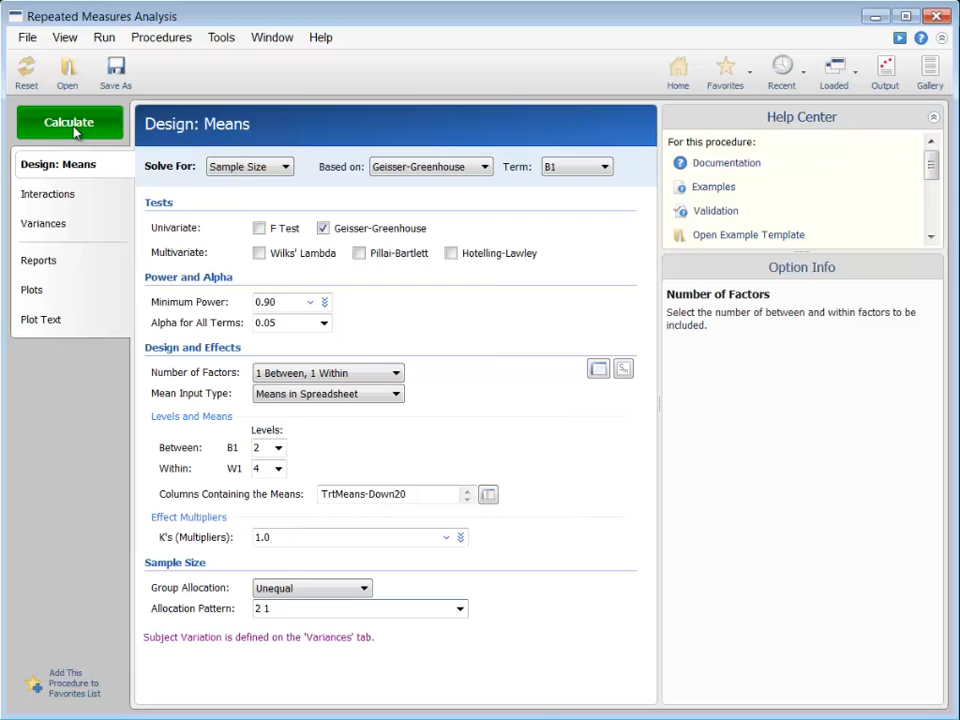 Repeated Measures Analysis
File View Run Procedures Tools Window Help
Reset Open Save As Home Favorites Recent Loaded Output Gallery
Calculate
Design: Means
Interactions
Variances
Reports
Plots
Plot Text
Add This
Procedure to
Favorites List
Design: Means
Solve For: Sample Size Based on: Geisser-Greenhouse Term: B1
Tests
Univariate: F Test Geisser-Greenhouse
Multivariate: Wilks' Lambda Pillai-Bartlett Hotelling-Lawley
Power and Alpha
Minimum Power: 0.90
Alpha for All Terms: 0.05
Design and Effects
Number of Factors: 1 Between, 1 Within
Mean Input Type: Means in Spreadsheet
Levels and Means
Levels:
Between: B1 2
Within: W1 4
Columns Containing the Means: TrtMeans-Down20
Effect Multipliers
K's (Multipliers): 1.0
Sample Size
Group Allocation: Unequal
Allocation Pattern: 2 1
Subject Variation is defined on the 'Variances' tab.
Help Center
For this procedure:
Documentation
Examples
Validation
Open Example Template
Option Info
Number of Factors
Select the number of between and within factors to be
included.